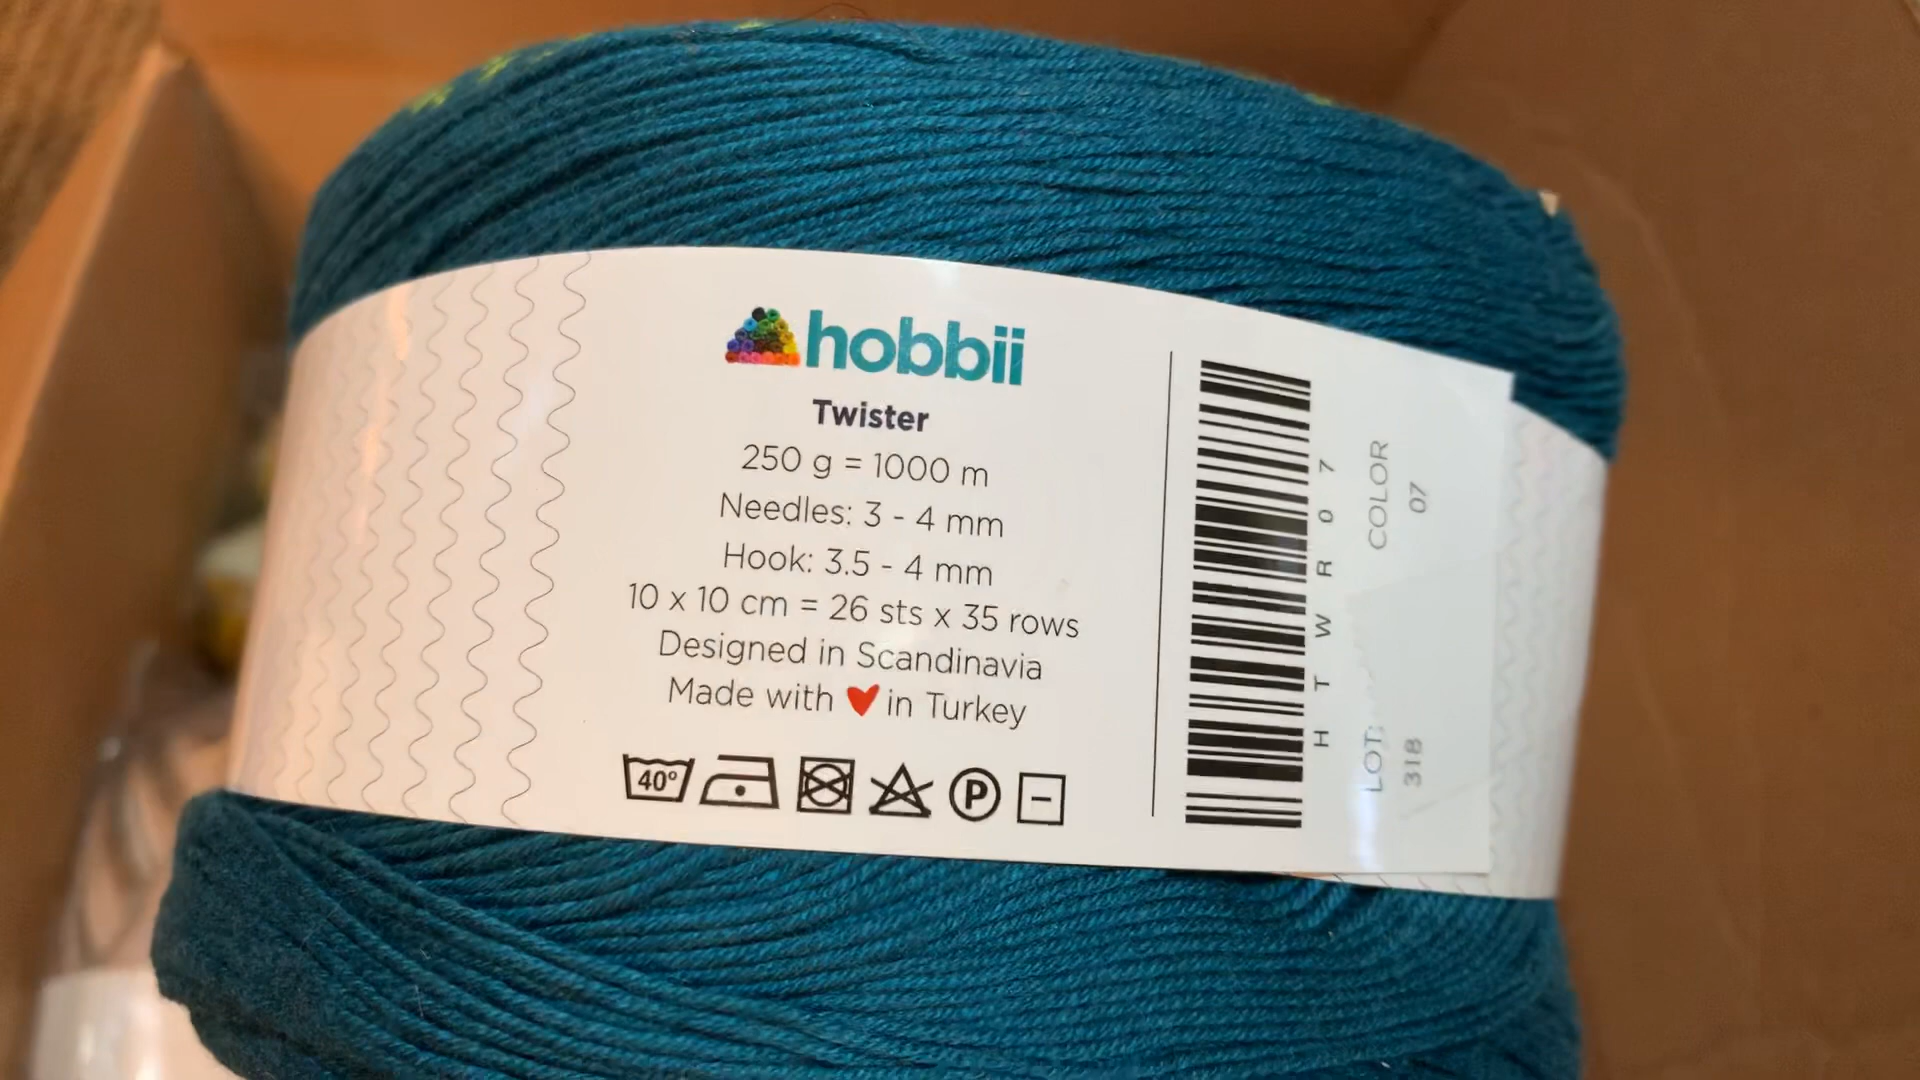 hobbii
Twister
250 g = 1000 m
Needles: 3 - 4 mm
Hook: 3.5 - 4 mm
10 x 10 cm = 26 sts x 35 rows
Designed in Scandinavia
Made with ❤ in Turkey
40°
P
HTWR07
COLOR
07
LOT:
318